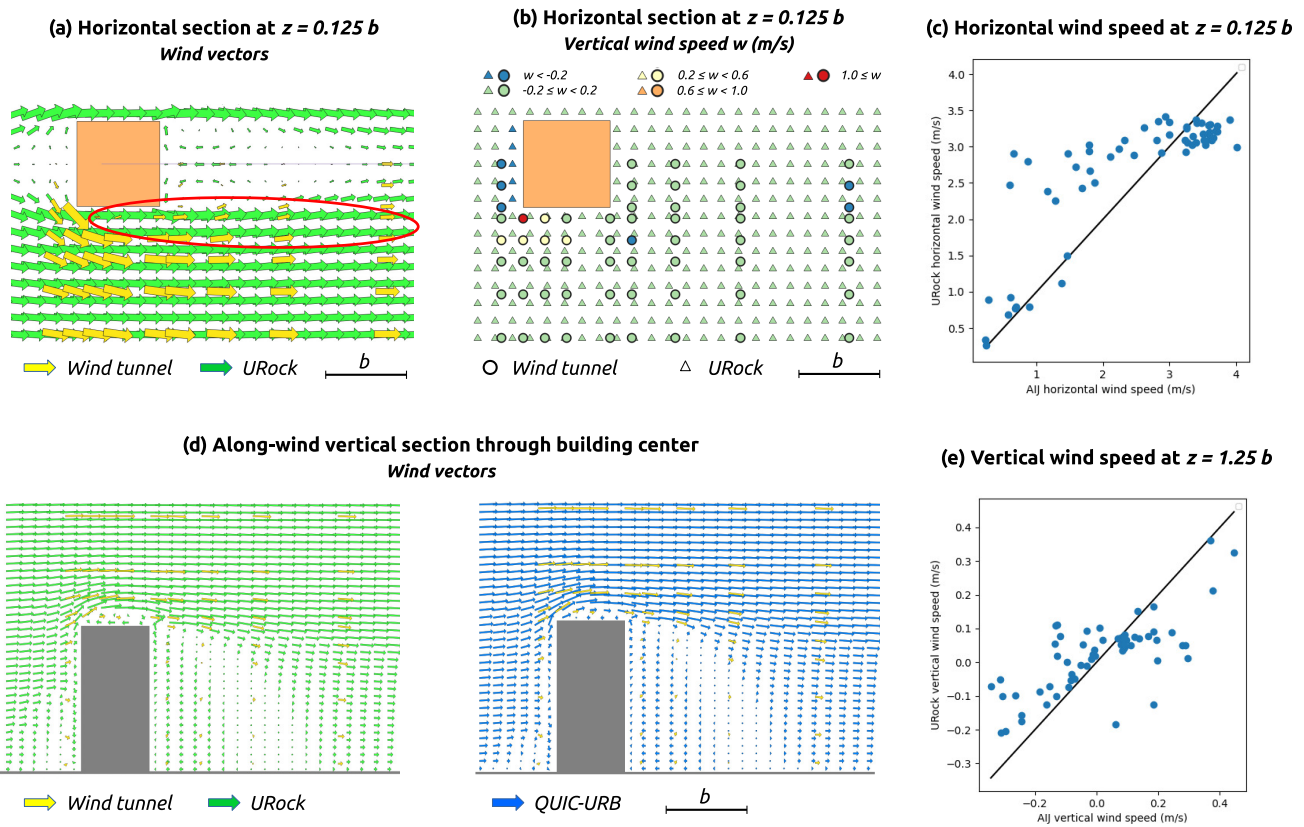 (a) Horizontal section at z = 0.125 b
Wind vectors
Wind tunnel
URock
b
(b) Horizontal section at z = 0.125 b
Vertical wind speed w (m/s)
w < -0.2
0.2 ≤ w < 0.6
1.0 ≤ w
-0.2 ≤ w < 0.2
0.6 ≤ w < 1.0
Wind tunnel
URock
b
(c) Horizontal wind speed at z = 0.125 b
URock horizontal wind speed (m/s)
4.0
3.5
3.0
2.5
2.0
1.5
1.0
0.5
1
2
3
4
AIJ horizontal wind speed (m/s)
(d) Along-wind vertical section through building center
Wind vectors
Wind tunnel
URock
QUIC-URB
b
(e) Vertical wind speed at z = 1.25 b
URock vertical wind speed (m/s)
0.4
0.3
0.2
0.1
0.0
−0.1
−0.2
−0.3
−0.2
0.0
0.2
0.4
AIJ vertical wind speed (m/s)